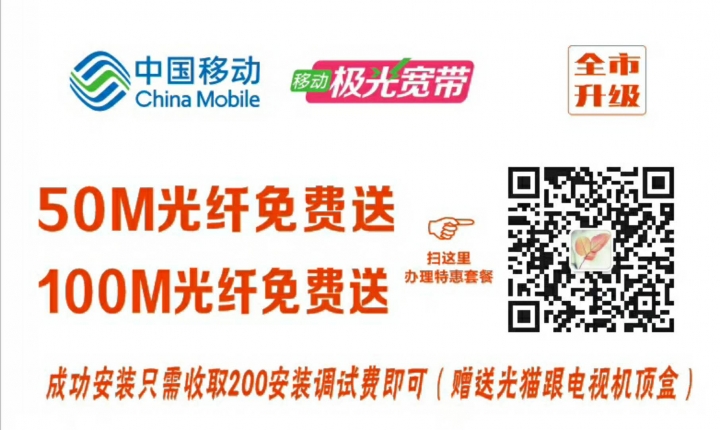 中国移动
China Mobile
移动
极光宽带
全市
升级
50M光纤免费送
100M光纤免费送
扫这里
办理特惠套餐
成功安装只需收取200安装调试费即可（赠送光猫跟电视机顶盒）